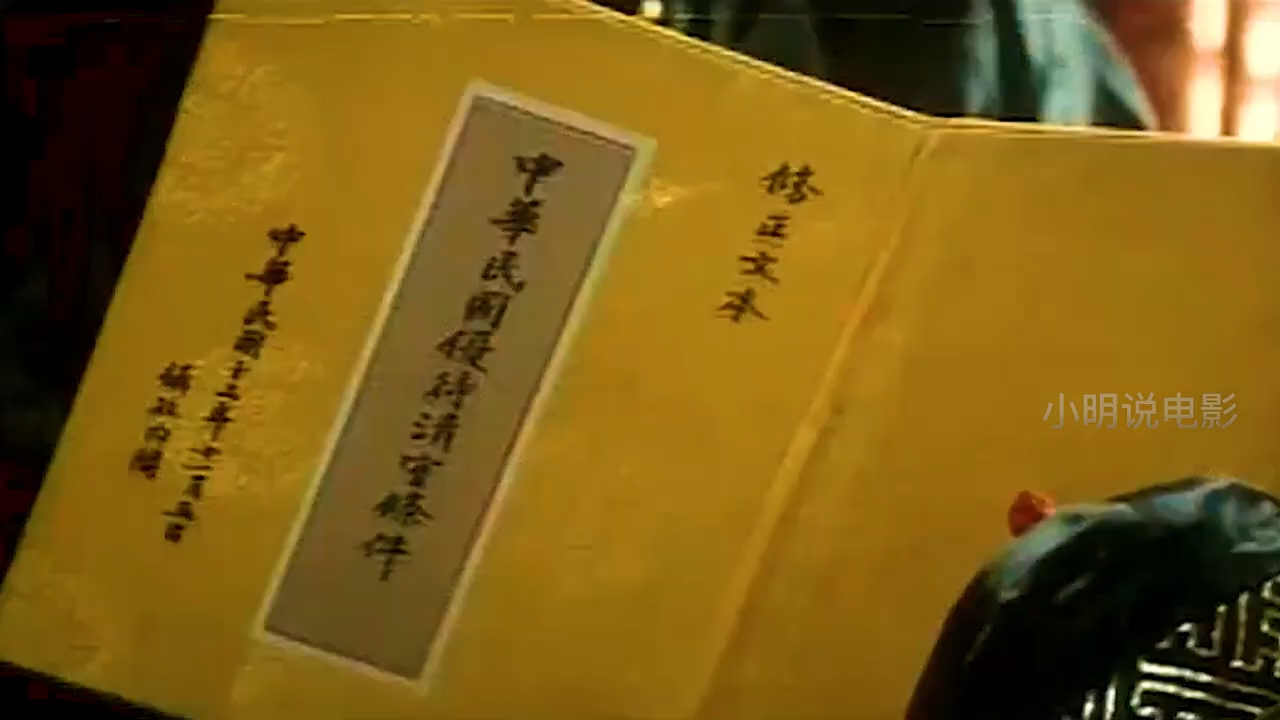 修正文本
中華民國優待清室條件
中華民國十三年十一月五日
攝政內閣
小明说电影